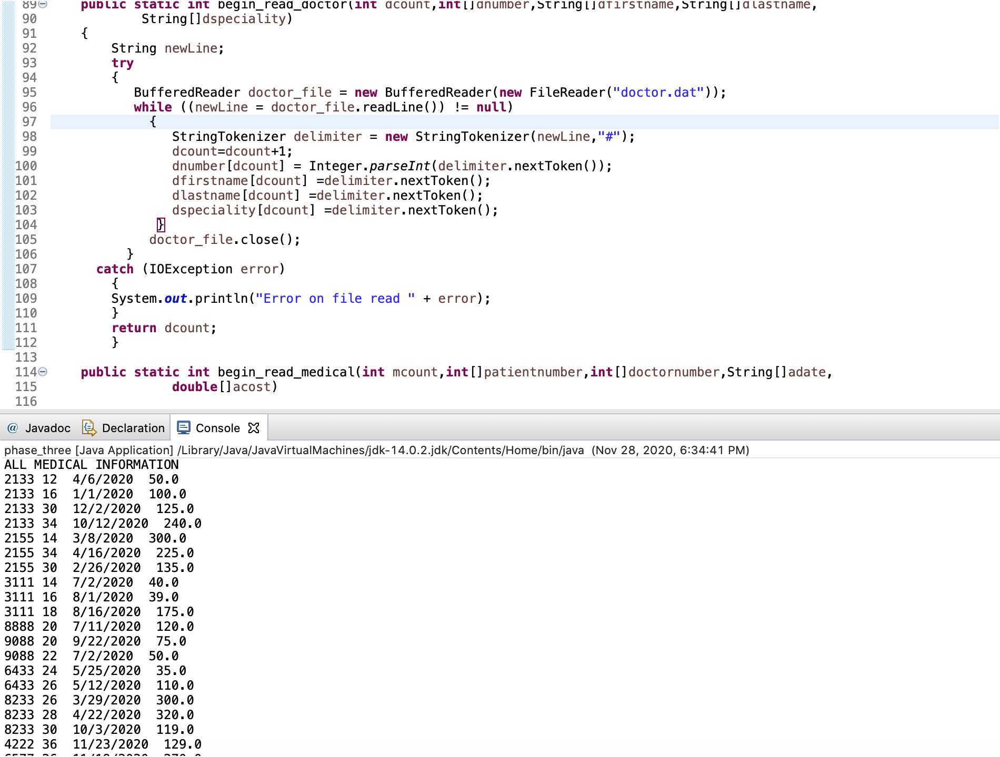 89 public static int begin_read_doctor(int dcount,int[]dnumber,String[]dfirstname,String[]dlastname,
90 String[]dspeciality)
91 {
92 String newLine;
93 try
94 {
95 BufferedReader doctor_file = new BufferedReader(new FileReader("doctor.dat"));
96 while ((newLine = doctor_file.readLine()) != null)
97 {
98 StringTokenizer delimiter = new StringTokenizer(newLine,"#");
99 dcount=dcount+1;
100 dnumber[dcount] = Integer.parseInt(delimiter.nextToken());
101 dfirstname[dcount] =delimiter.nextToken();
102 dlastname[dcount] =delimiter.nextToken();
103 dspeciality[dcount] =delimiter.nextToken();
104 }
105 doctor_file.close();
106 }
107 catch (IOException error)
108 {
109 System.out.println("Error on file read " + error);
110 }
111 return dcount;
112 }
113
114 public static int begin_read_medical(int mcount,int[]patientnumber,int[]doctornumber,String[]adate,
115 double[]acost)
116
@ Javadoc Declaration Console
phase_three [Java Application] /Library/Java/JavaVirtualMachines/jdk-14.0.2.jdk/Contents/Home/bin/java (Nov 28, 2020, 6:34:41 PM)
ALL MEDICAL INFORMATION
2133 12 4/6/2020 50.0
2133 16 1/1/2020 100.0
2133 30 12/2/2020 125.0
2133 34 10/12/2020 240.0
2155 14 3/8/2020 300.0
2155 34 4/16/2020 225.0
2155 30 2/26/2020 135.0
3111 14 7/2/2020 40.0
3111 16 8/1/2020 39.0
3111 18 8/16/2020 175.0
8888 20 7/11/2020 120.0
9088 20 9/22/2020 75.0
9088 22 7/2/2020 50.0
6433 24 5/25/2020 35.0
6433 26 5/12/2020 110.0
8233 26 3/29/2020 300.0
8233 28 4/22/2020 320.0
8233 30 10/3/2020 119.0
4222 36 11/23/2020 129.0